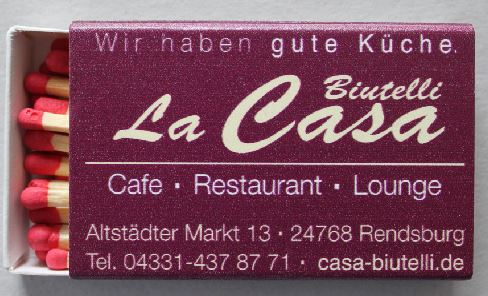 Wir haben gute Küche.
Biutelli
La Casa
Cafe · Restaurant · Lounge
Altstädter Markt 13 · 24768 Rendsburg
Tel. 04331-437 87 71 · casa-biutelli.de